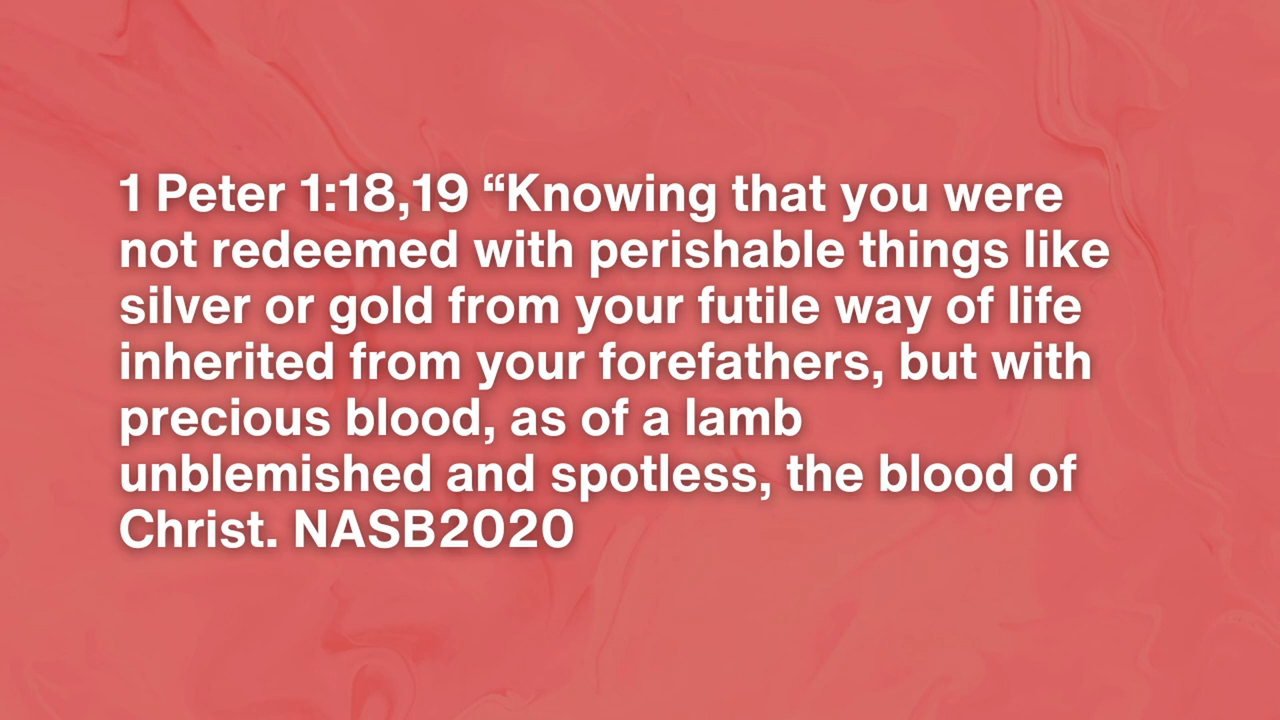 1 Peter 1:18,19 “Knowing that you were
not redeemed with perishable things like
silver or gold from your futile way of life
inherited from your forefathers, but with
precious blood, as of a lamb
unblemished and spotless, the blood of
Christ. NASB2020